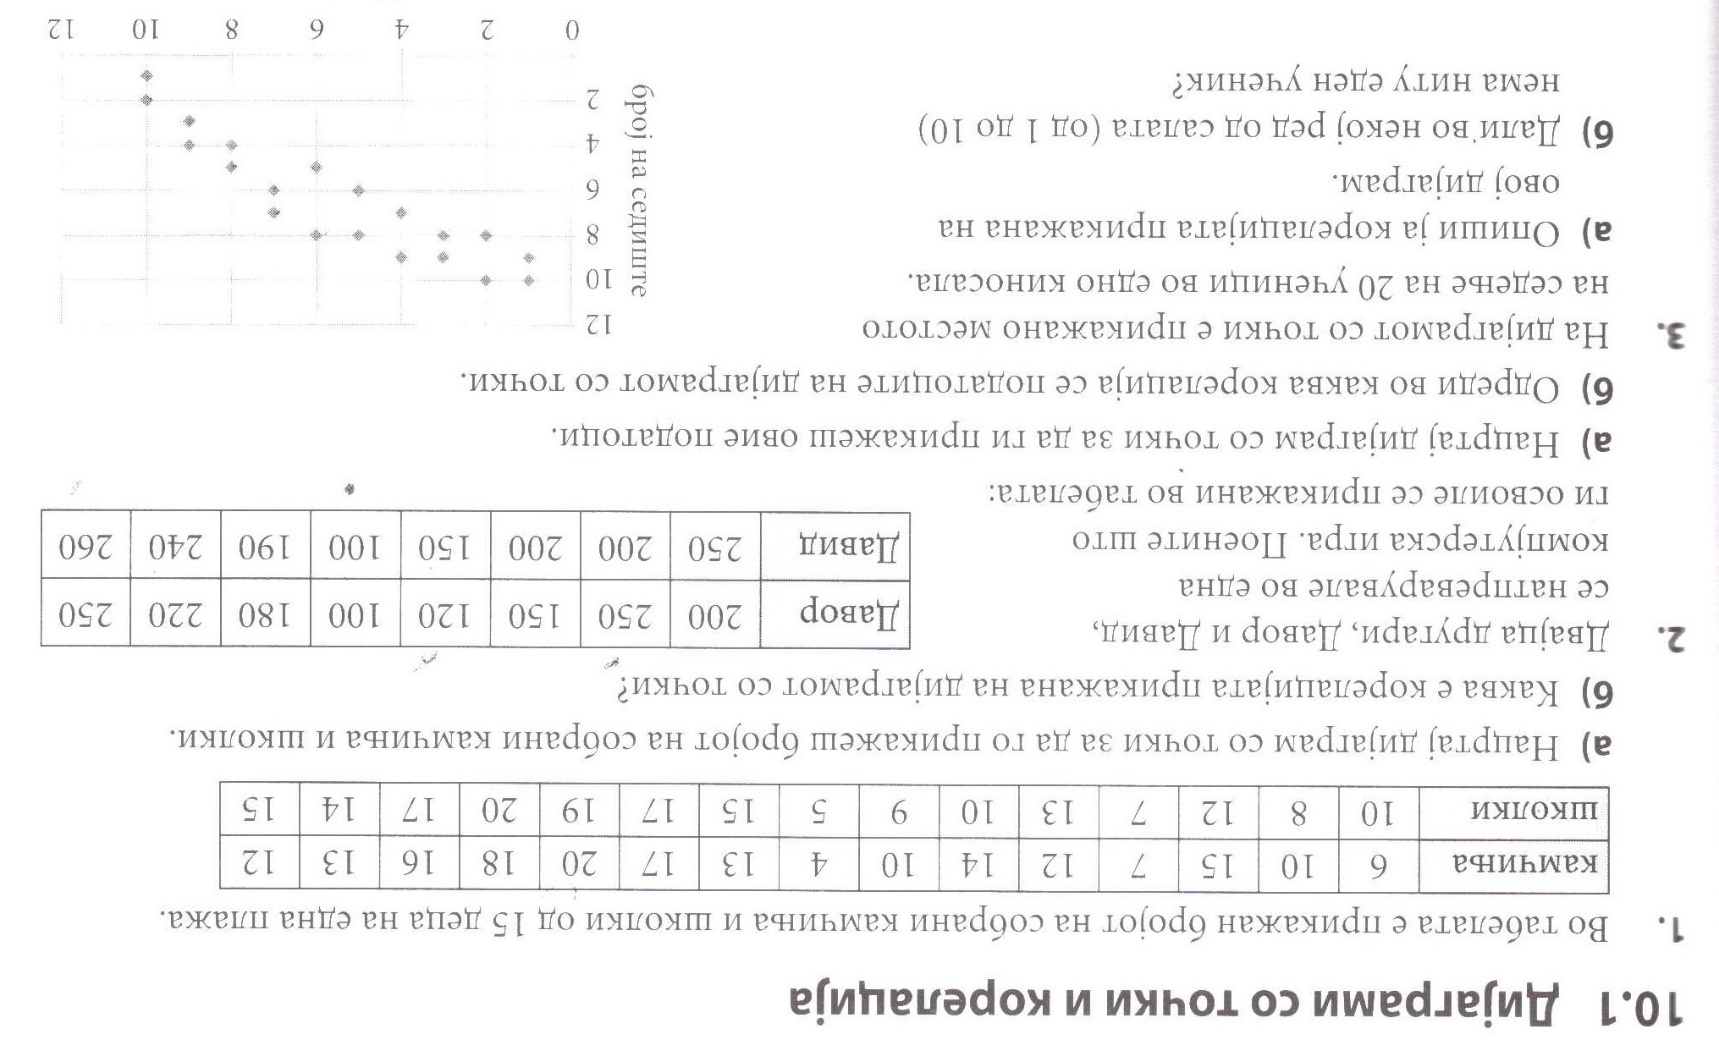 10.1 Дијаграми со точки и корелација
1. Во табелата е прикажан бројот на собрани камчиња и школки од 15 деца на една плажа.
камчиња 6 10 15 7 12 14 10 4 13 17 20 18 16 13 12
школки 10 8 12 7 13 10 9 5 15 17 19 20 17 14 15
а) Нацртај дијаграм со точки за да го прикажеш бројот на собрани камчиња и школки.
б) Каква е корелацијата прикажана на дијаграмот со точки?
2. Двајца другари, Давор и Давид,
се натпреварувале во една
компјутерска игра. Поените што
ги освоиле се прикажани во табелата:
Давор 200 250 150 120 100 180 220 250
Давид 250 200 200 150 100 190 240 260
а) Нацртај дијаграм со точки за да ги прикажеш овие податоци.
б) Одреди во каква корелација се податоците на дијаграмот со точки.
3. На дијаграмот со точки е прикажано местото
на седење на 20 ученици во едно киносала.
а) Опиши ја корелацијата прикажана на
овој дијаграм.
б) Дали во некој ред од салата (од 1 до 10)
нема ниту еден ученик?
број на седиште
12
10
8
6
4
2
0 2 4 6 8 10 12